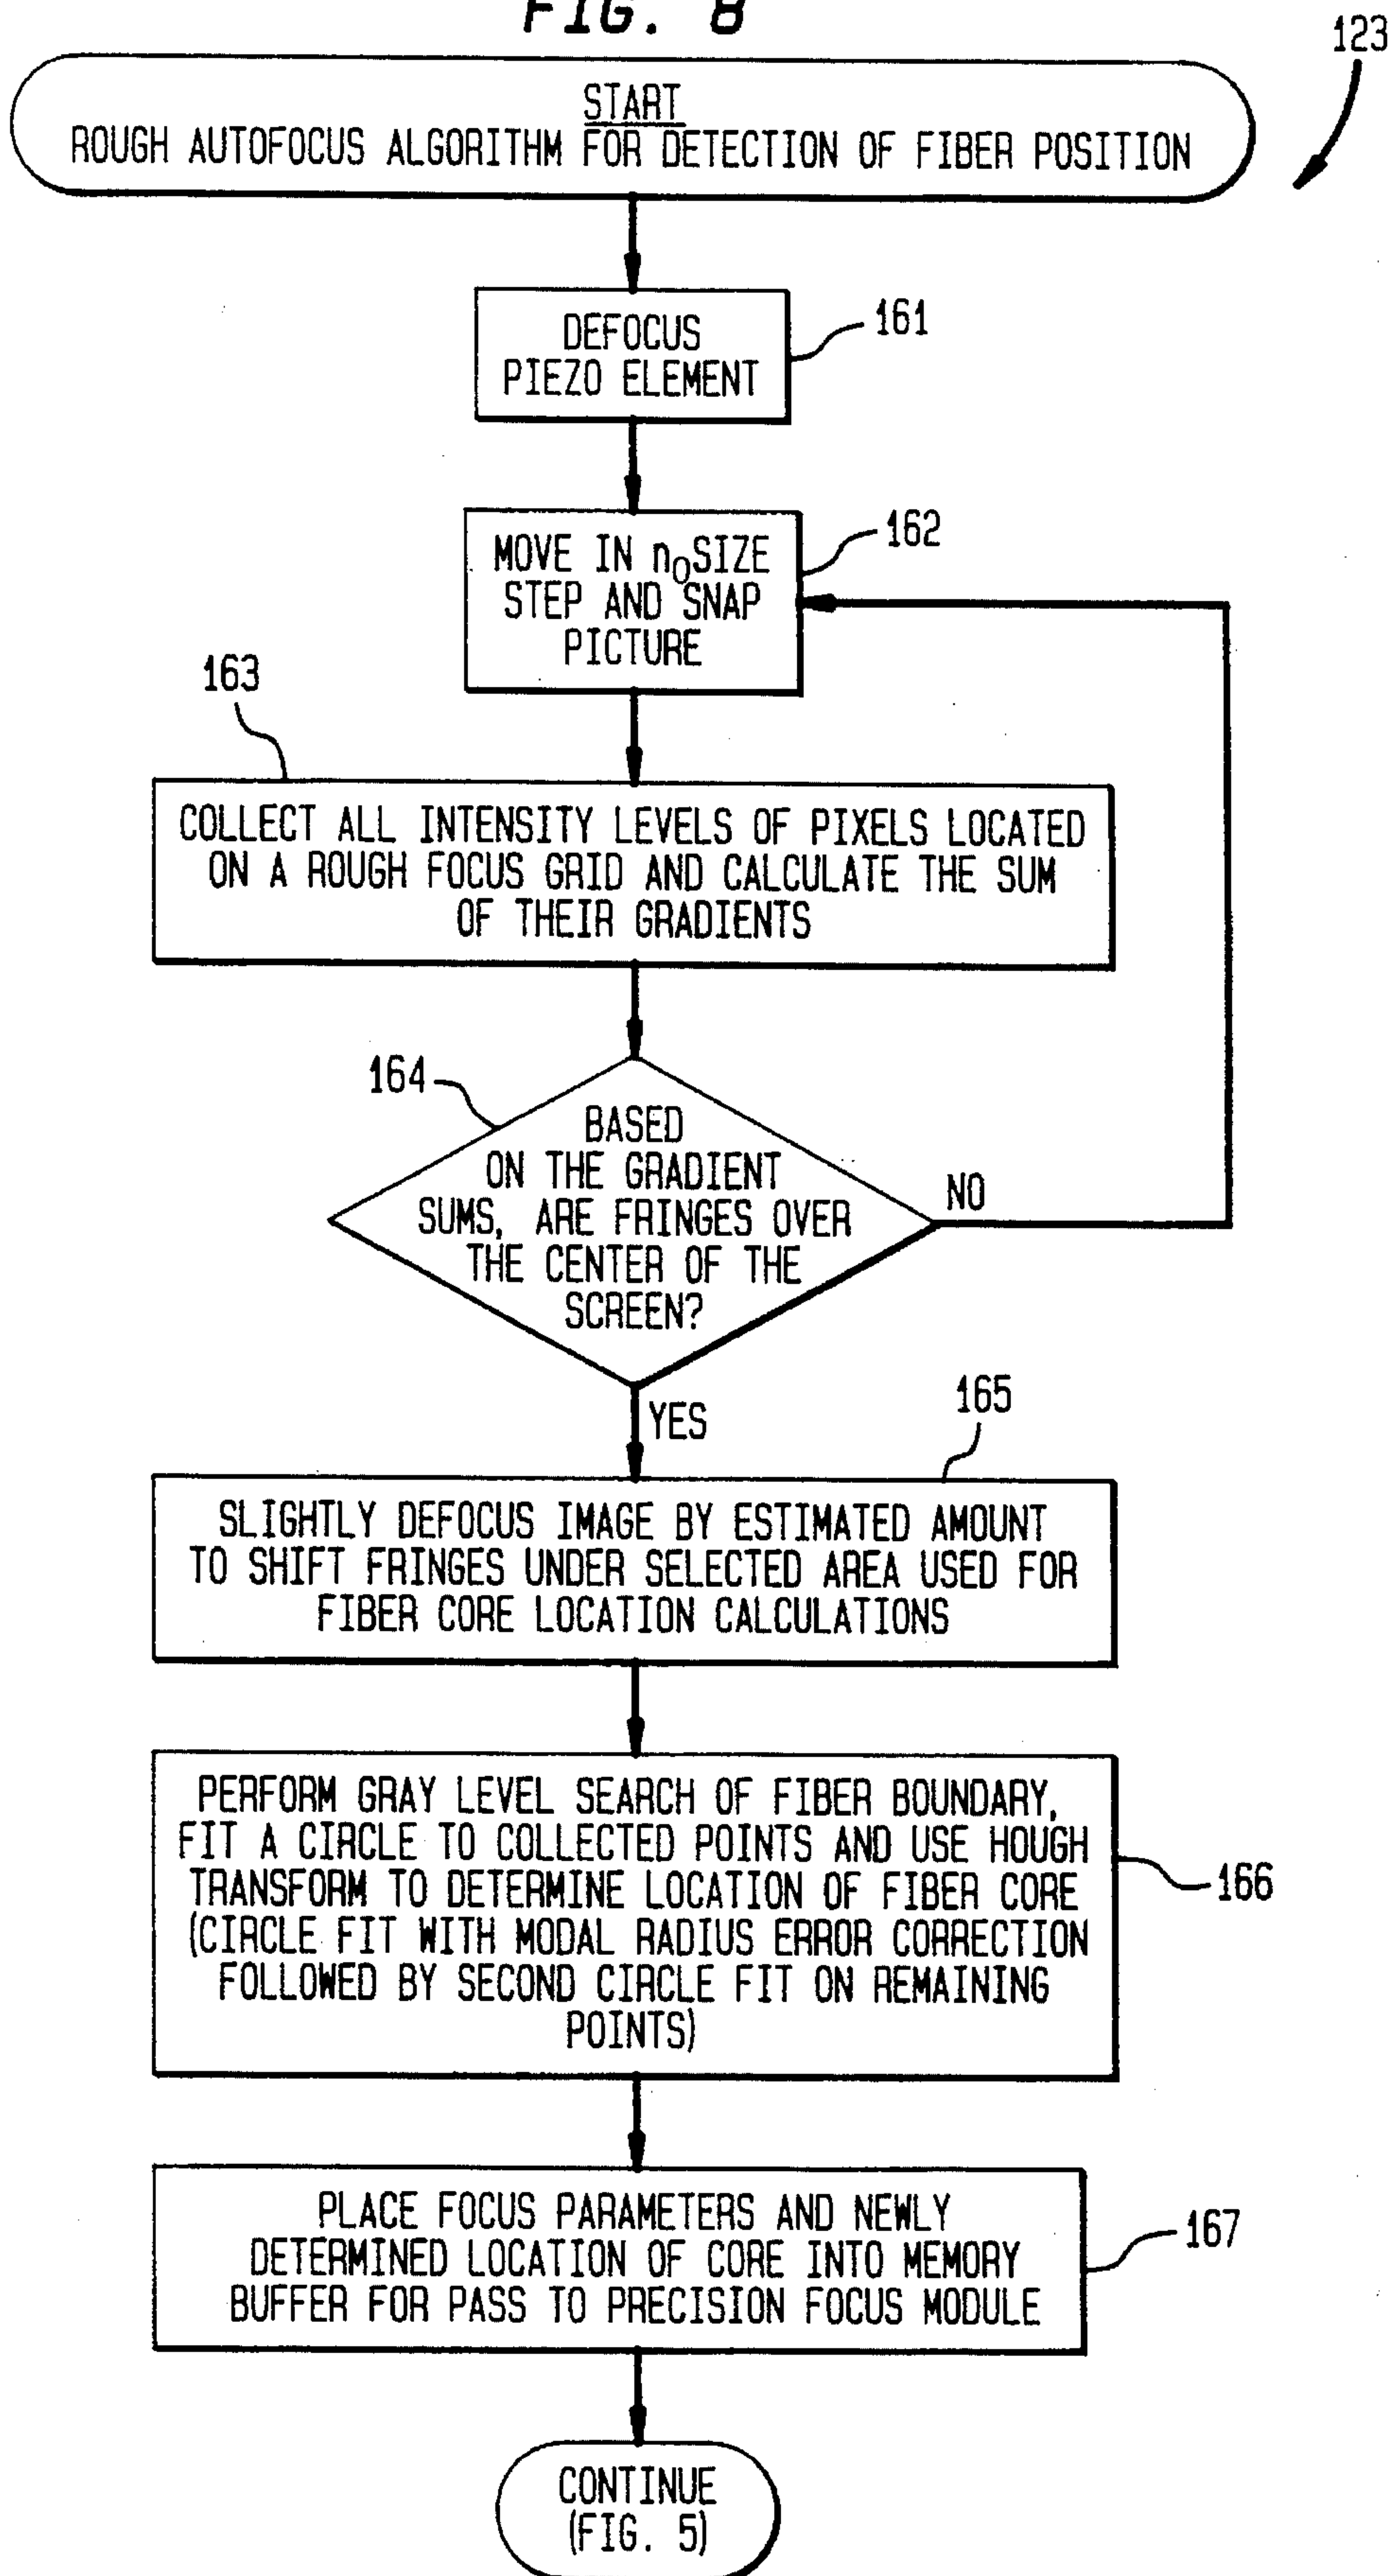 FIG. 8
123
START
ROUGH AUTOFOCUS ALGORITHM FOR DETECTION OF FIBER POSITION
DEFOCUS
PIEZO ELEMENT
161
MOVE IN n₀SIZE
STEP AND SNAP
PICTURE
162
163
COLLECT ALL INTENSITY LEVELS OF PIXELS LOCATED
ON A ROUGH FOCUS GRID AND CALCULATE THE SUM
OF THEIR GRADIENTS
164
BASED
ON THE GRADIENT
SUMS, ARE FRINGES OVER
THE CENTER OF THE
SCREEN?
NO
YES
165
SLIGHTLY DEFOCUS IMAGE BY ESTIMATED AMOUNT
TO SHIFT FRINGES UNDER SELECTED AREA USED FOR
FIBER CORE LOCATION CALCULATIONS
PERFORM GRAY LEVEL SEARCH OF FIBER BOUNDARY,
FIT A CIRCLE TO COLLECTED POINTS AND USE HOUGH
TRANSFORM TO DETERMINE LOCATION OF FIBER CORE
(CIRCLE FIT WITH MODAL RADIUS ERROR CORRECTION
FOLLOWED BY SECOND CIRCLE FIT ON REMAINING
POINTS)
166
PLACE FOCUS PARAMETERS AND NEWLY
DETERMINED LOCATION OF CORE INTO MEMORY
BUFFER FOR PASS TO PRECISION FOCUS MODULE
167
CONTINUE
(FIG. 5)